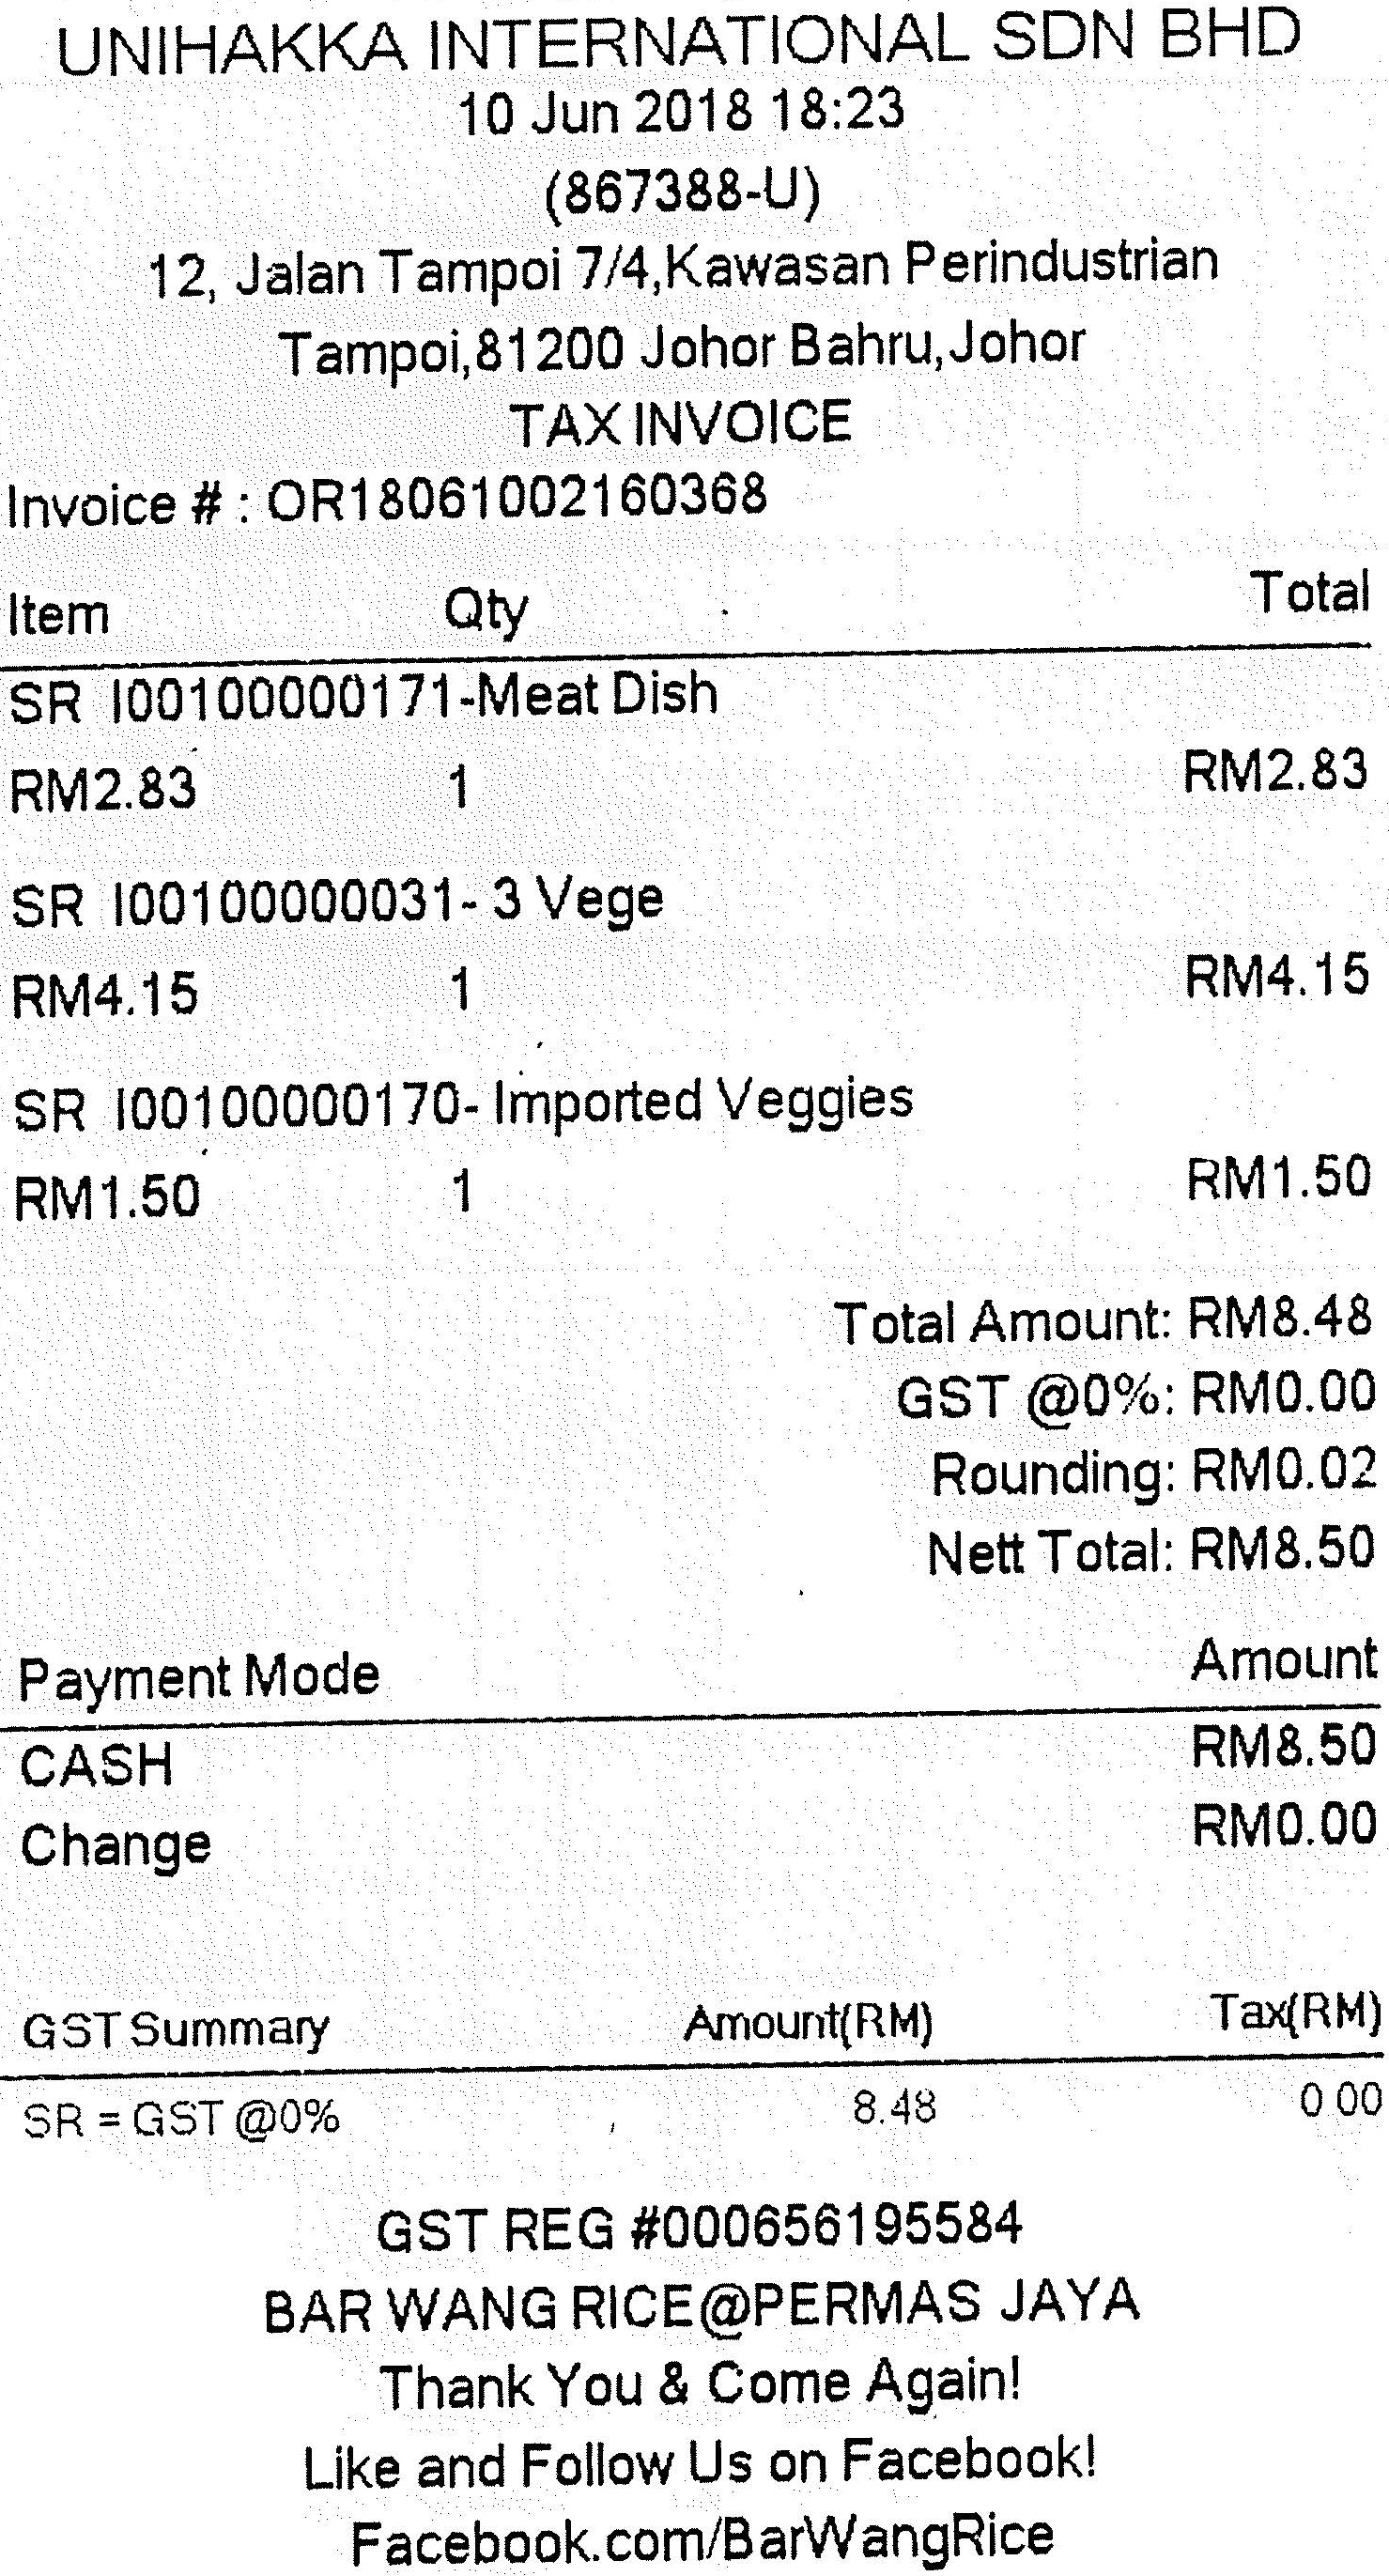 UNIHAKKA INTERNATIONAL SDN BHD
10 Jun 2018 18:23
(867388-U)
12, Jalan Tampoi 7/4,Kawasan Perindustrian
Tampoi,81200 Johor Bahru,Johor
TAX INVOICE
Invoice # : OR18061002160368
Item Qty Total
SR I00100000171-Meat Dish
RM2.83 1 RM2.83
SR I00100000031- 3 Vege
RM4.15 1 RM4.15
SR I00100000170- Imported Veggies
RM1.50 1 RM1.50
Total Amount: RM8.48
GST @0%: RM0.00
Rounding: RM0.02
Nett Total: RM8.50
Payment Mode Amount
CASH RM8.50
Change RM0.00
GST Summary Amount(RM) Tax(RM)
SR = GST @0% 8.48 0.00
GST REG #000656195584
BAR WANG RICE@PERMAS JAYA
Thank You & Come Again!
Like and Follow Us on Facebook!
Facebook.com/BarWangRice